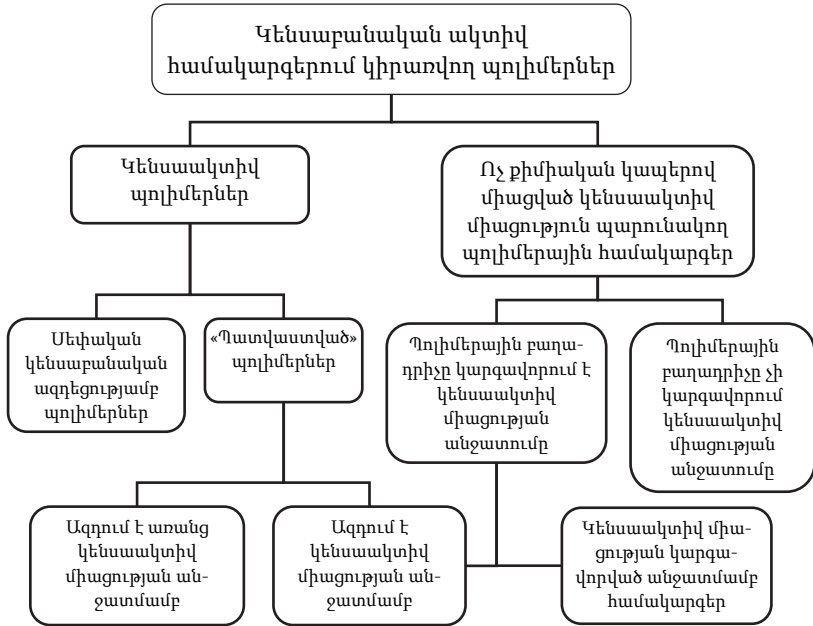 Կենսաբանական ակտիվ
համակարգերում կիրառվող պոլիմերներ
Կենսաակտիվ
պոլիմերներ
Ոչ քիմիական կապերով
միացված կենսաակտիվ
միացություն պարունակող
պոլիմերային համակարգեր
Սեփական
կենսաբանական
ազդեցությամբ
պոլիմերներ
«Պատվաստված»
պոլիմերներ
Պոլիմերային բաղա-
դրիչը կարգավորում է
կենսաակտիվ
միացության
անջատումը
Պոլիմերային
բաղադրիչը չի
կարգավորում
կենսաակտիվ
միացության
անջատումը
Ազդում է առանց
կենսաակտիվ
միացության ան-
ջատմամբ
Ազդում է
կենսաակտիվ
միացության ան-
ջատմամբ
Կենսաակտիվ միա-
ցության կարգա-
վորված անջատմամբ
համակարգեր